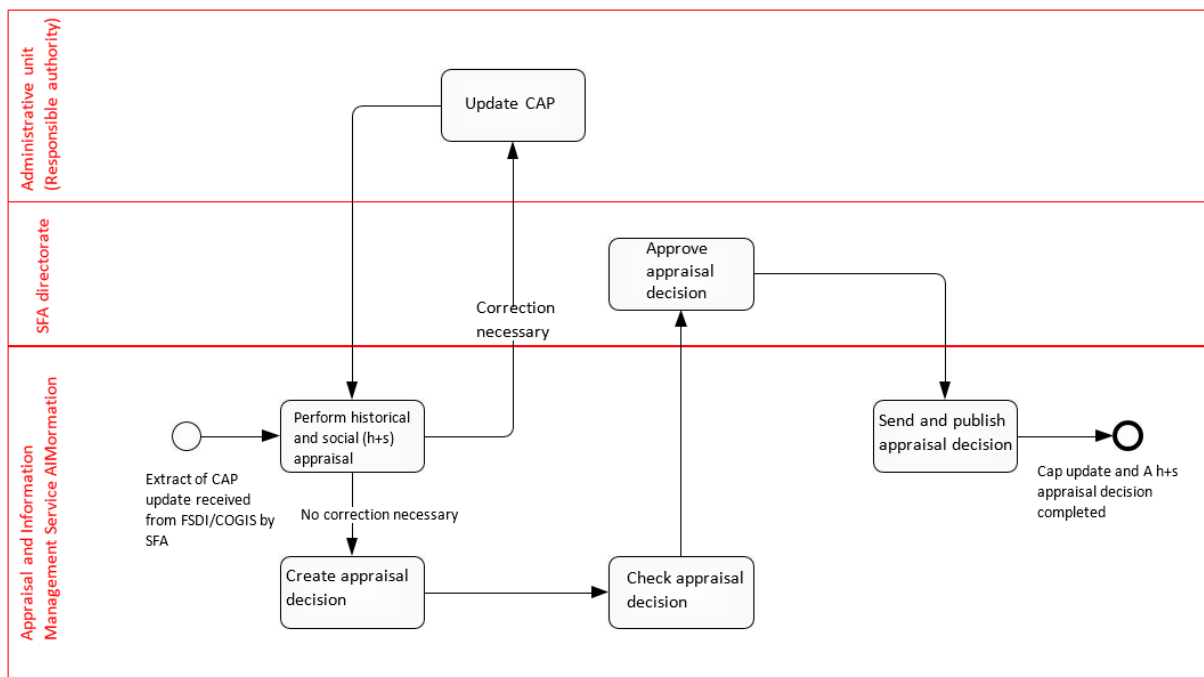 Administrative unit
(Responsible authority)
Update CAP
SFA directorate
Approve
appraisal
decision
Correction
necessary
Appraisal and Information
Management Service AIMormation
Perform historical
and social (h+s)
appraisal
Send and publish
appraisal decision
Extract of CAP
update received
from FSDI/COGIS by
SFA
Cap update and A h+s
appraisal decision
completed
No correction necessary
Create appraisal
decision
Check appraisal
decision